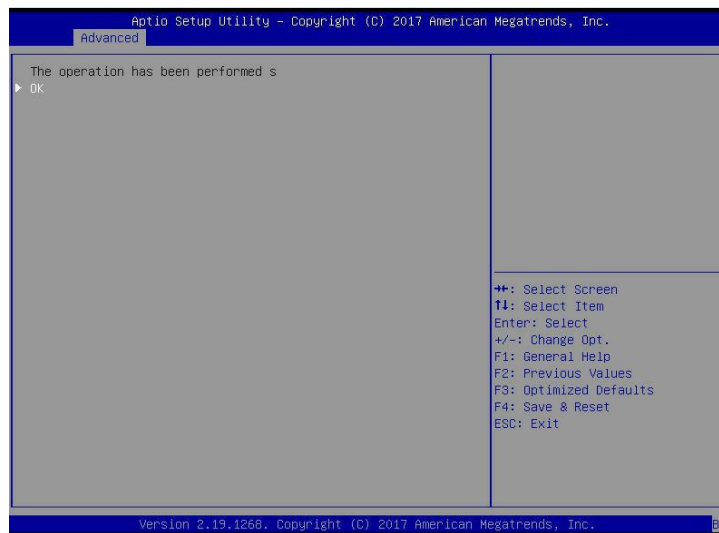 Aptio Setup Utility – Copyright (C) 2017 American Megatrends, Inc.
Advanced
The operation has been performed s
▶ OK
→←: Select Screen
↑↓: Select Item
Enter: Select
+/-: Change Opt.
F1: General Help
F2: Previous Values
F3: Optimized Defaults
F4: Save & Reset
ESC: Exit
Version 2.19.1268. Copyright (C) 2017 American Megatrends, Inc.